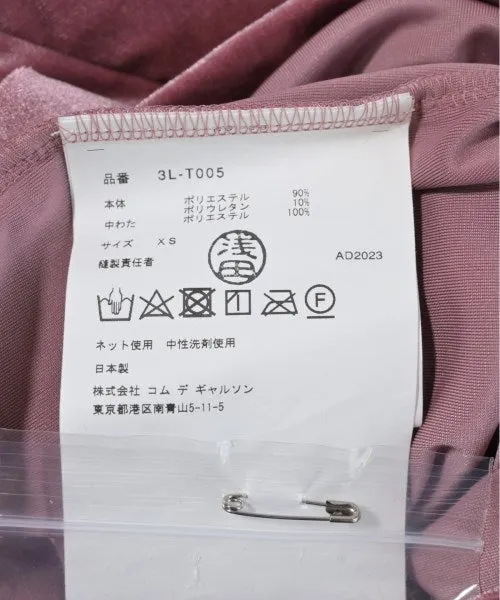 品番 3L-T005
本体 ポリエステル 90%
ポリウレタン 10%
中わた ポリエステル 100%
サイズ XS
縫製責任者 浅田 AD2023
F
ネット使用 中性洗剤使用
日本製
株式会社 コム デ ギャルソン
東京都港区南青山5-11-5